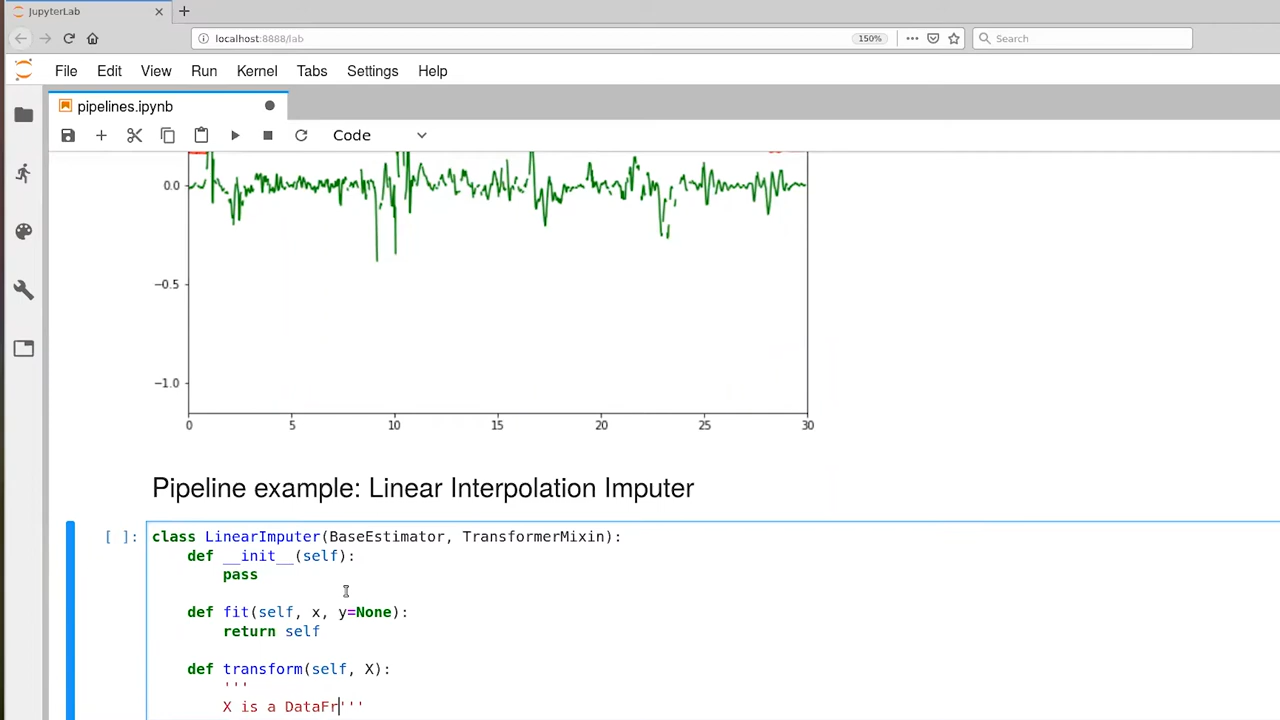 JupyterLab
localhost:8888/lab
150%
Search
File Edit View Run Kernel Tabs Settings Help
pipelines.ipynb
Code
0.0
−0.5
−1.0
0 5 10 15 20 25 30
Pipeline example: Linear Interpolation Imputer
[ ]: class LinearImputer(BaseEstimator, TransformerMixin):
def __init__(self):
pass
def fit(self, x, y=None):
return self
def transform(self, X):
'''
X is a DataFr'''